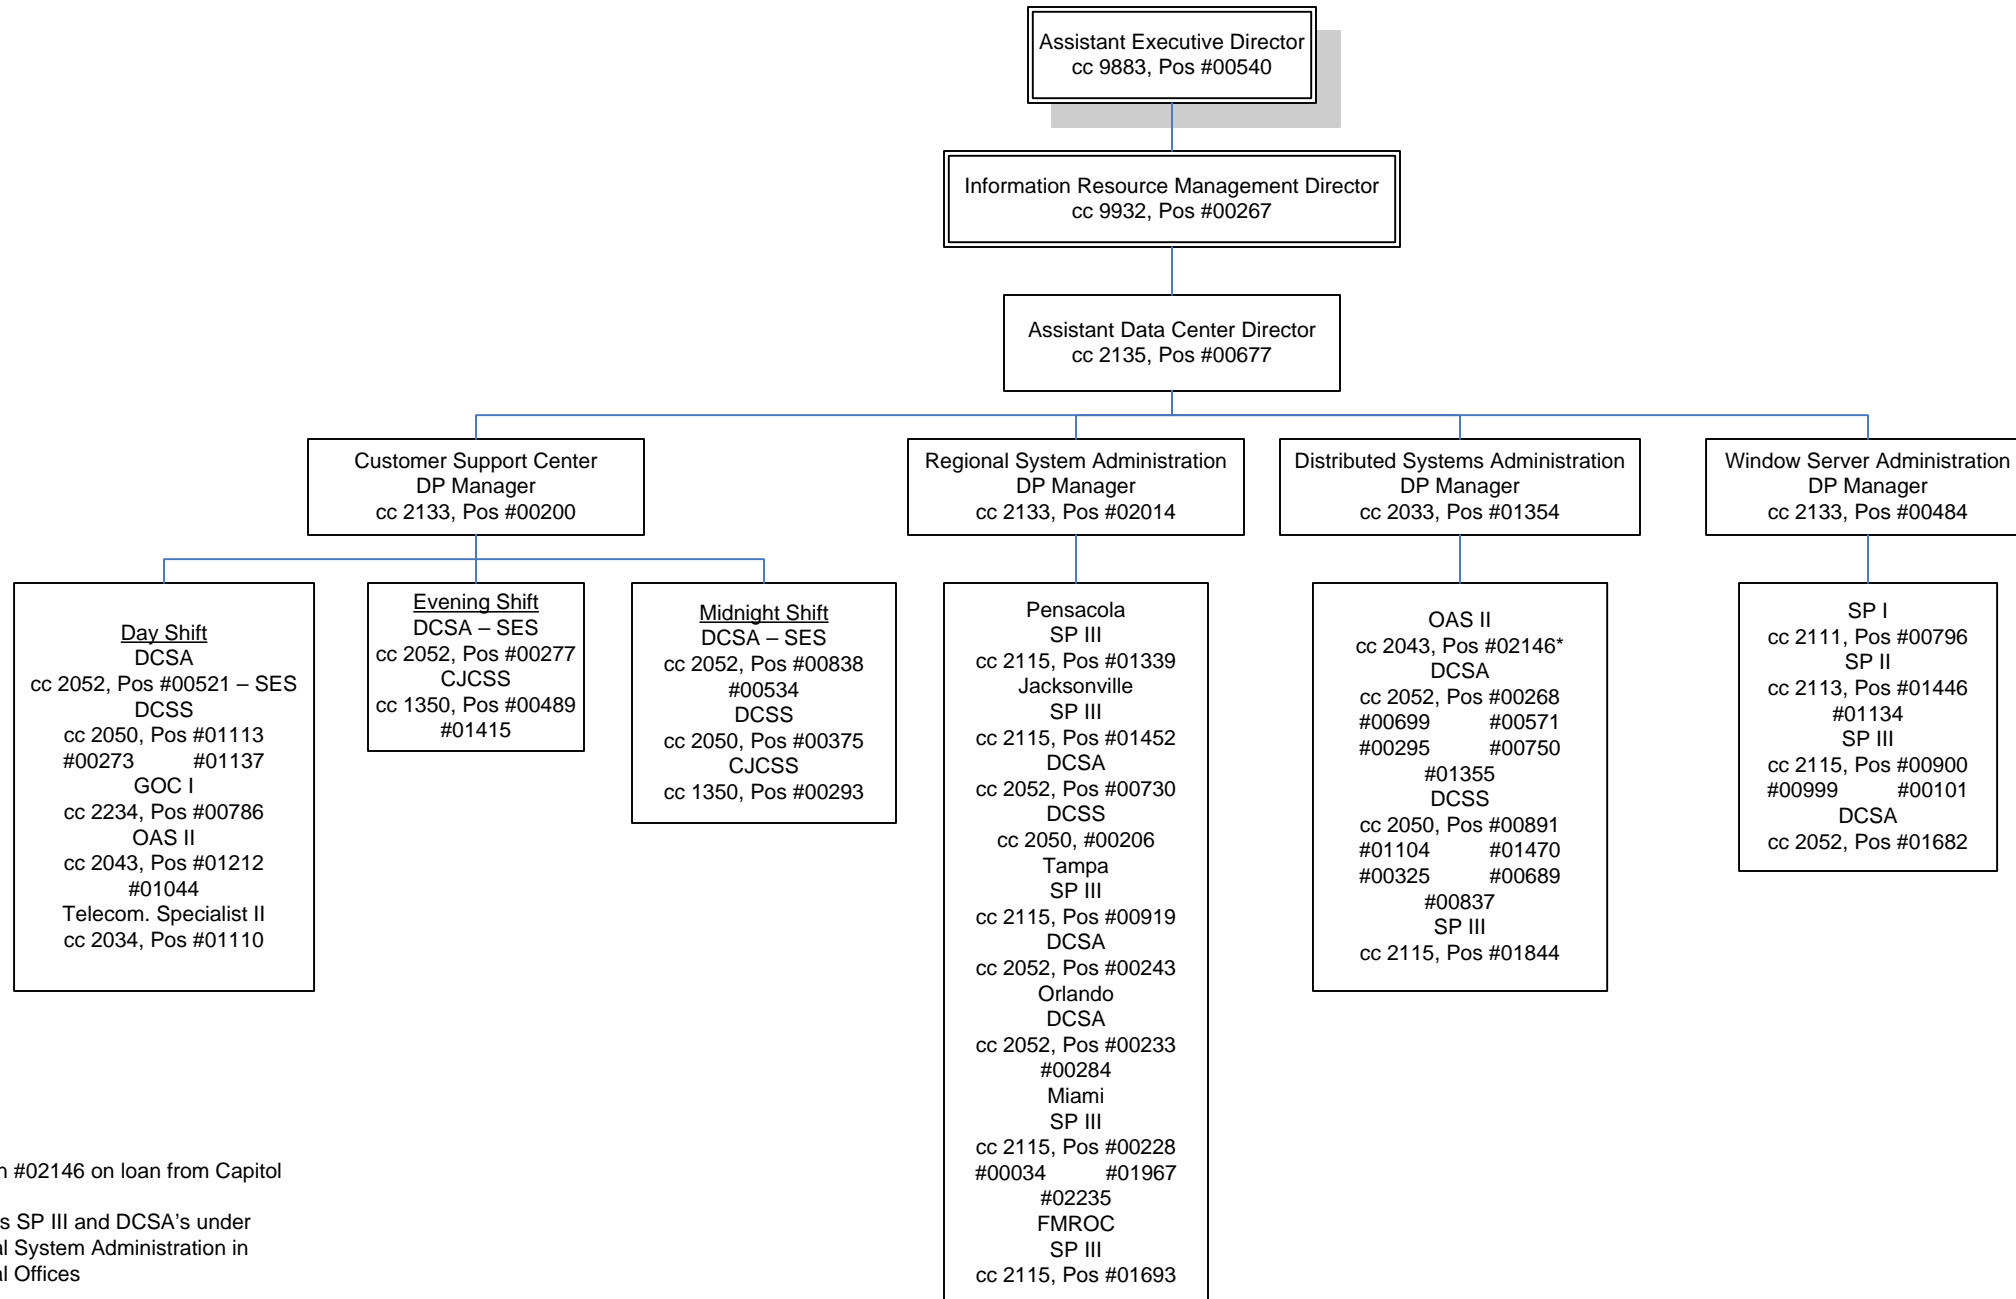 Assistant Executive Director
cc 9883, Pos #00540
Information Resource Management Director
cc 9932, Pos #00267
Assistant Data Center Director
cc 2135, Pos #00677
Customer Support Center
DP Manager
cc 2133, Pos #00200
Regional System Administration
DP Manager
cc 2133, Pos #02014
Distributed Systems Administration
DP Manager
cc 2033, Pos #01354
Window Server Administration
DP Manager
cc 2133, Pos #00484
Day Shift
DCSA
cc 2052, Pos #00521 – SES
DCSS
cc 2050, Pos #01113
#00273 #01137
GOC I
cc 2234, Pos #00786
OAS II
cc 2043, Pos #01212
#01044
Telecom. Specialist II
cc 2034, Pos #01110
Evening Shift
DCSA – SES
cc 2052, Pos #00277
CJCSS
cc 1350, Pos #00489
#01415
Midnight Shift
DCSA – SES
cc 2052, Pos #00838
#00534
DCSS
cc 2050, Pos #00375
CJCSS
cc 1350, Pos #00293
Pensacola
SP III
cc 2115, Pos #01339
Jacksonville
SP III
cc 2115, Pos #01452
DCSA
cc 2052, Pos #00730
DCSS
cc 2050, #00206
Tampa
SP III
cc 2115, Pos #00919
DCSA
cc 2052, Pos #00243
Orlando
DCSA
cc 2052, Pos #00233
#00284
Miami
SP III
cc 2115, Pos #00228
#00034 #01967
#02235
FMROC
SP III
cc 2115, Pos #01693
OAS II
cc 2043, Pos #02146*
DCSA
cc 2052, Pos #00268
#00699 #00571
#00295 #00750
#01355
DCSS
cc 2050, Pos #00891
#01104 #01470
#00325 #00689
#00837
SP III
cc 2115, Pos #01844
SP I
cc 2111, Pos #00796
SP II
cc 2113, Pos #01446
#01134
SP III
cc 2115, Pos #00900
#00999 #00101
DCSA
cc 2052, Pos #01682
#02146 on loan from Capitol
SP III and DCSA's under
System Administration in
Offices